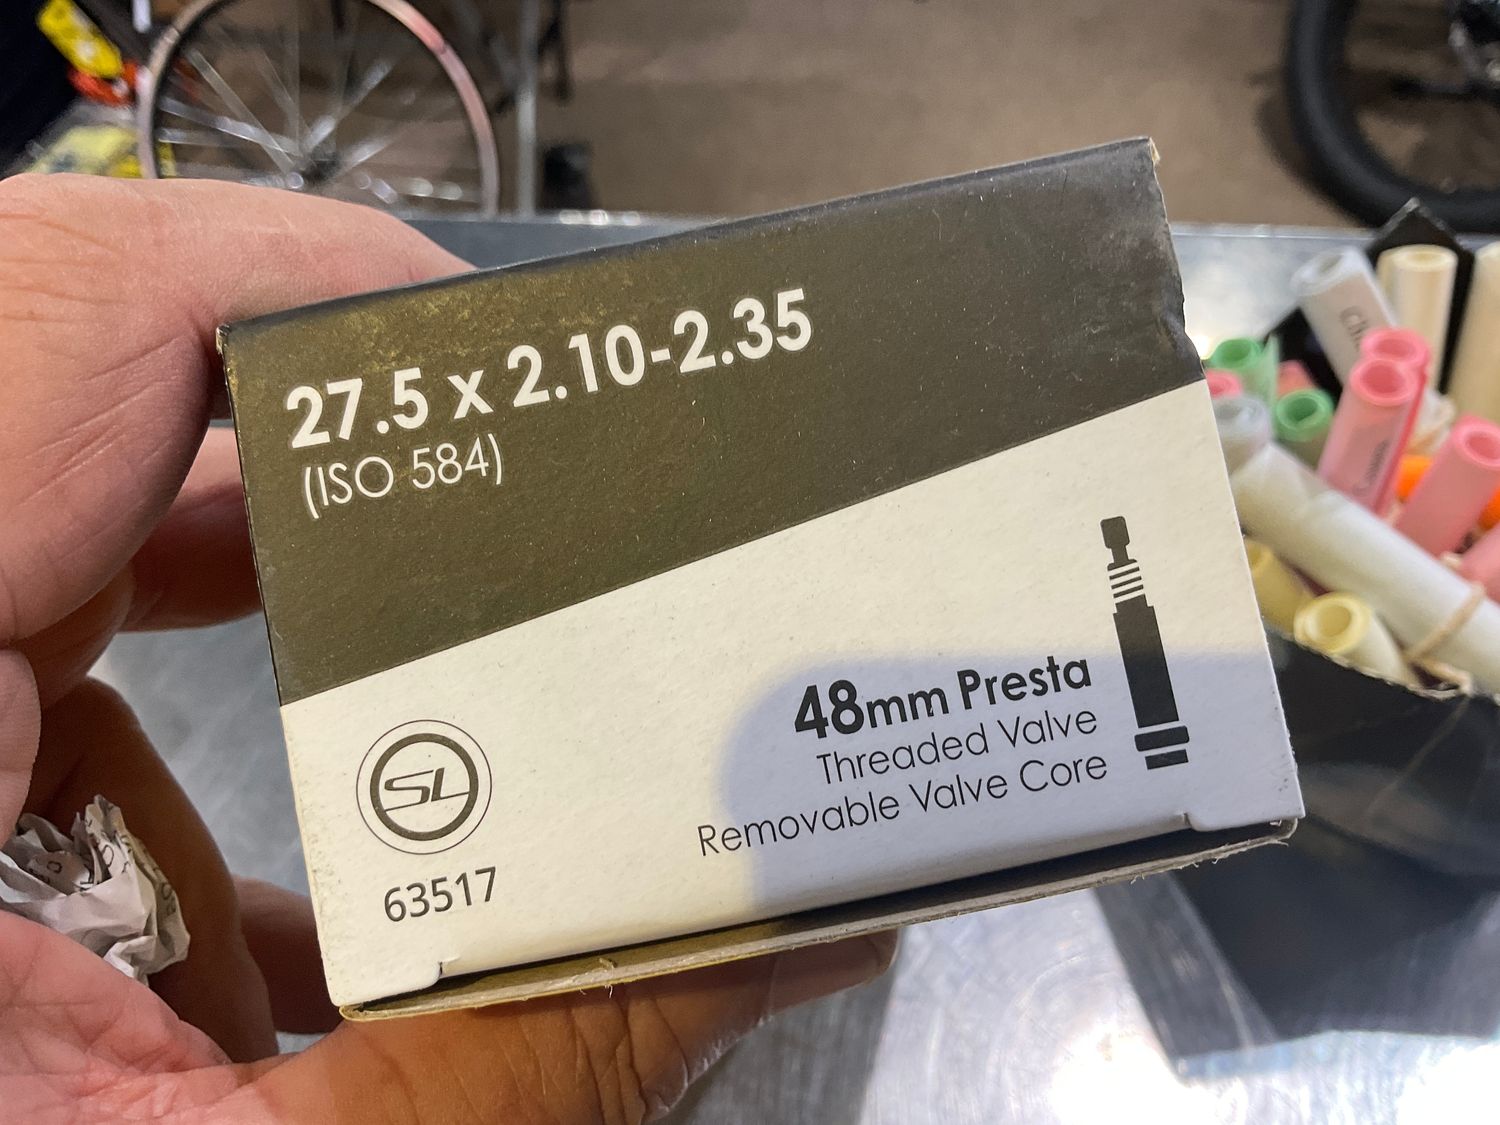 27.5 x 2.10-2.35
(ISO 584)
48mm Presta
Threaded Valve
Removable Valve Core
SL
63517